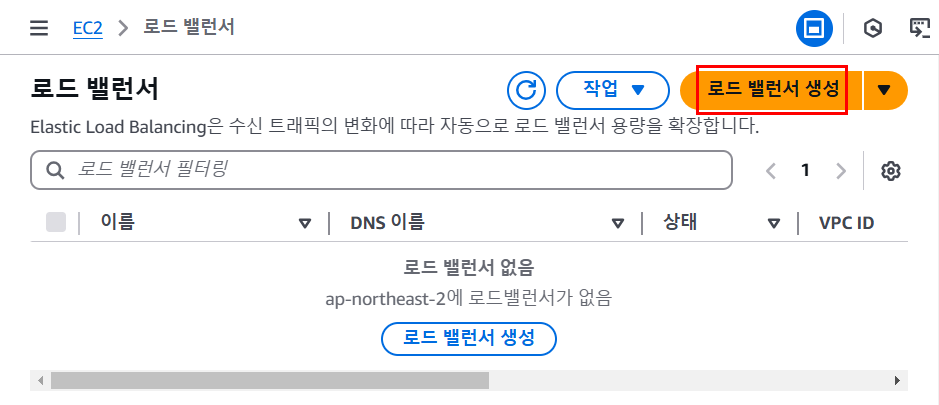 EC2 > 로드 밸런서
로드 밸런서 작업 로드 밸런서 생성
Elastic Load Balancing은 수신 트래픽의 변화에 따라 자동으로 로드 밸런서 용량을 확장합니다.
로드 밸런서 필터링 1
이름 DNS 이름 상태 VPC ID
로드 밸런서 없음
ap-northeast-2에 로드밸런서가 없음
로드 밸런서 생성